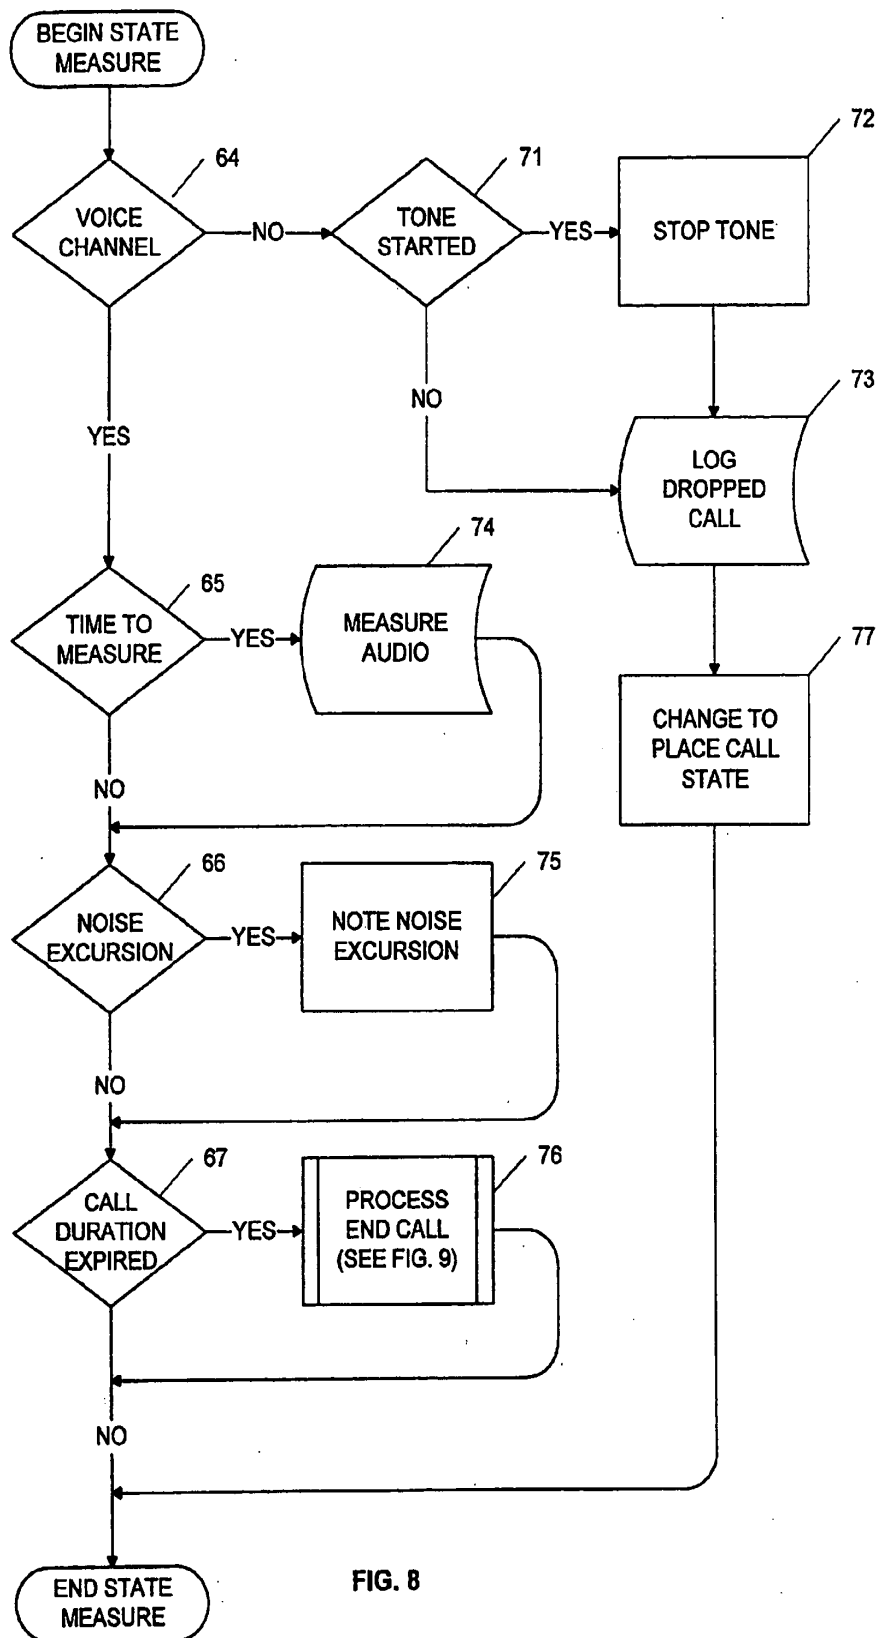 BEGIN STATE
MEASURE
64
VOICE
CHANNEL
NO
71
TONE
STARTED
YES
72
STOP TONE
NO
YES
73
LOG
DROPPED
CALL
65
TIME TO
MEASURE
YES
74
MEASURE
AUDIO
77
CHANGE TO
PLACE CALL
STATE
NO
66
NOISE
EXCURSION
YES
75
NOTE NOISE
EXCURSION
NO
67
CALL
DURATION
EXPIRED
YES
76
PROCESS
END CALL
(SEE FIG. 9)
NO
END STATE
MEASURE
FIG. 8